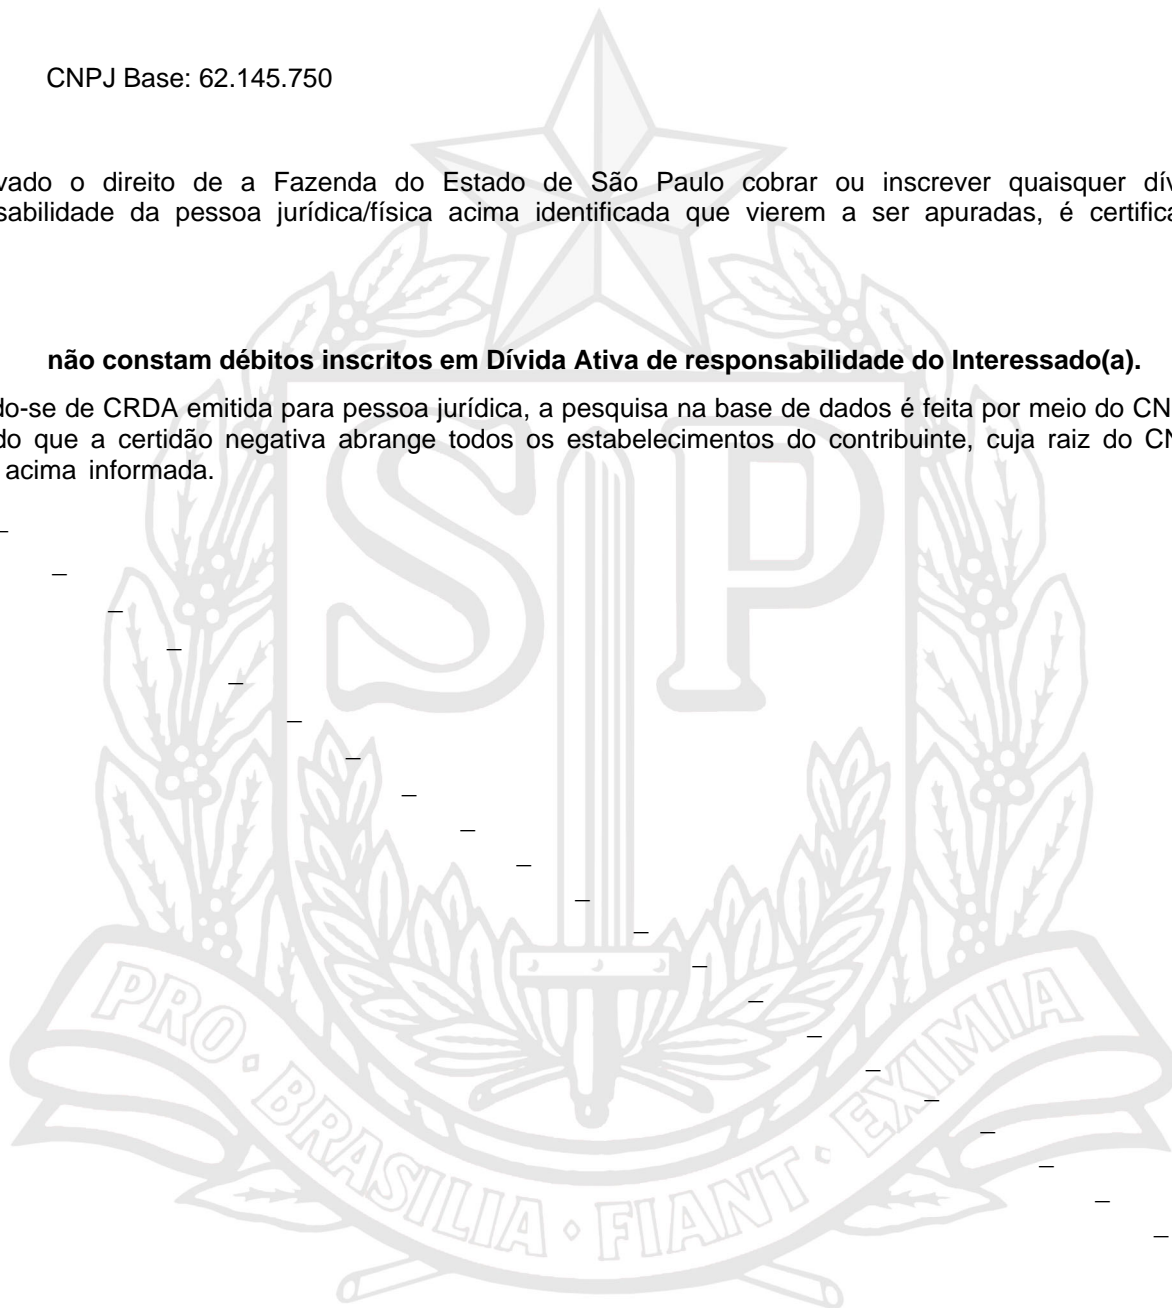 CNPJ Base: 62.145.750
vado o direito de a Fazenda do Estado de São Paulo cobrar ou inscrever quaisquer dív
sabilidade da pessoa jurídica/física acima identificada que vierem a ser apuradas, é certifica
não constam débitos inscritos em Dívida Ativa de responsabilidade do Interessado(a).
do-se de CRDA emitida para pessoa jurídica, a pesquisa na base de dados é feita por meio do CN
do que a certidão negativa abrange todos os estabelecimentos do contribuinte, cuja raiz do CN
acima informada.
SP
PRO • BRASILIA • FIANT • EXIMIA